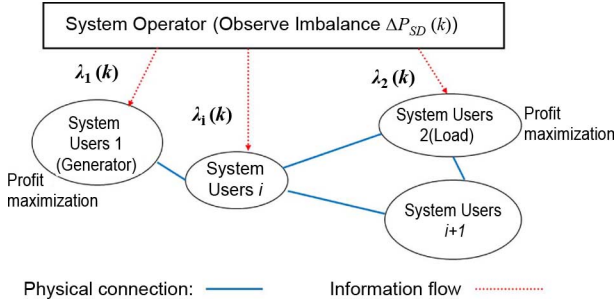 System Operator (Observe Imbalance ΔP_SD (k))
λ₁ (k)
λᵢ (k)
λ₂ (k)
System
Users 1
(Generator)
Profit
maximization
System
Users i
System Users
2(Load)
Profit
maximization
System Users
i+1
Physical connection:
Information flow